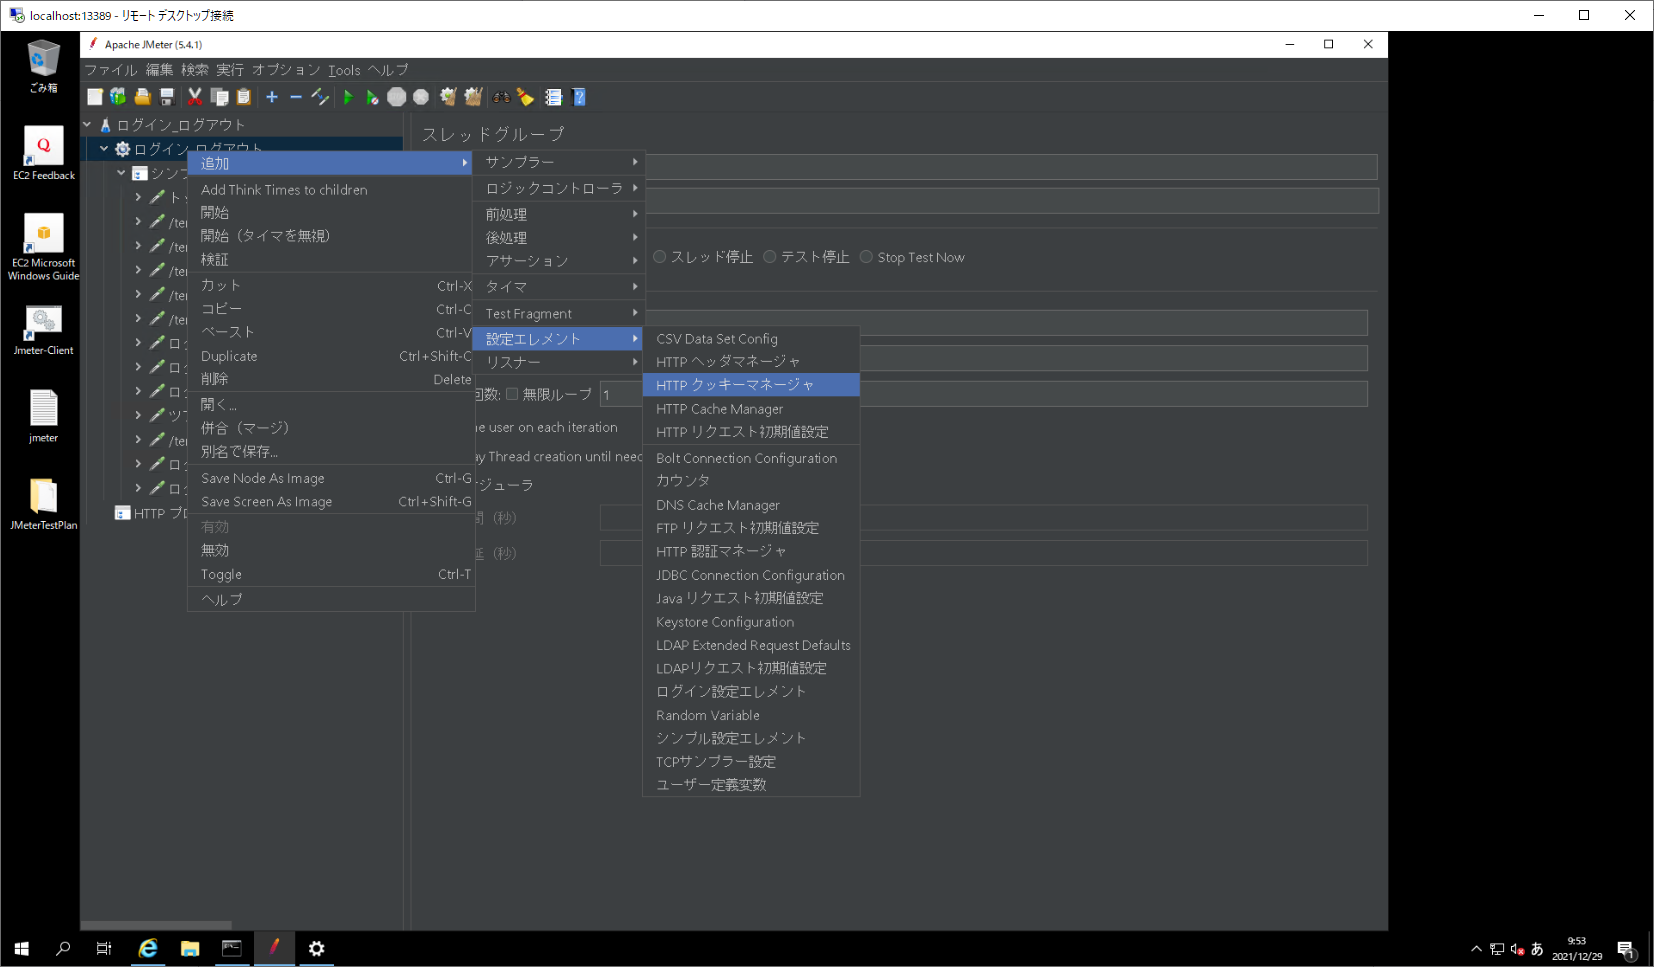 localhost:13389 - リモート デスクトップ接続
Apache JMeter (5.4.1)
ファイル 編集 検索 実行 オプション Tools ヘルプ
ごみ箱
EC2 Feedback
EC2 Microsoft
Windows Guide
Jmeter-Client
jmeter
JMeterTestPlan
ログイン_ログアウト
ログイン_ログアウト
シンプ
トッ
/ter
/ter
/ter
/ter
/ter
ログ
ログ
ログ
ツ
/ter
ログ
ログ
HTTP プロ
追加
Add Think Times to children
開始
開始（タイマを無視）
検証
カット Ctrl-X
コピー Ctrl-C
ペースト Ctrl-V
Duplicate Ctrl+Shift-C
削除 Delete
開く...
併合（マージ）
別名で保存...
Save Node As Image Ctrl-G
Save Screen As Image Ctrl+Shift-G
有効
無効
Toggle Ctrl-T
ヘルプ
サンプラー
ロジックコントローラ
前処理
後処理
アサーション
タイマ
Test Fragment
設定エレメント
リスナー
CSV Data Set Config
HTTP ヘッダマネージャ
HTTP クッキーマネージャ
HTTP Cache Manager
HTTP リクエスト初期値設定
Bolt Connection Configuration
カウンタ
DNS Cache Manager
FTP リクエスト初期値設定
HTTP 認証マネージャ
JDBC Connection Configuration
Java リクエスト初期値設定
Keystore Configuration
LDAP Extended Request Defaults
LDAPリクエスト初期値設定
ログイン設定エレメント
Random Variable
シンプル設定エレメント
TCPサンプラー設定
ユーザー定義変数
スレッドグループ
スレッド停止 テスト停止 Stop Test Now
回数: 無限ループ 1
e user on each iteration
ay Thread creation until need
ジューラ
間（秒）
延（秒）
あ
9:53
2021/12/29
1